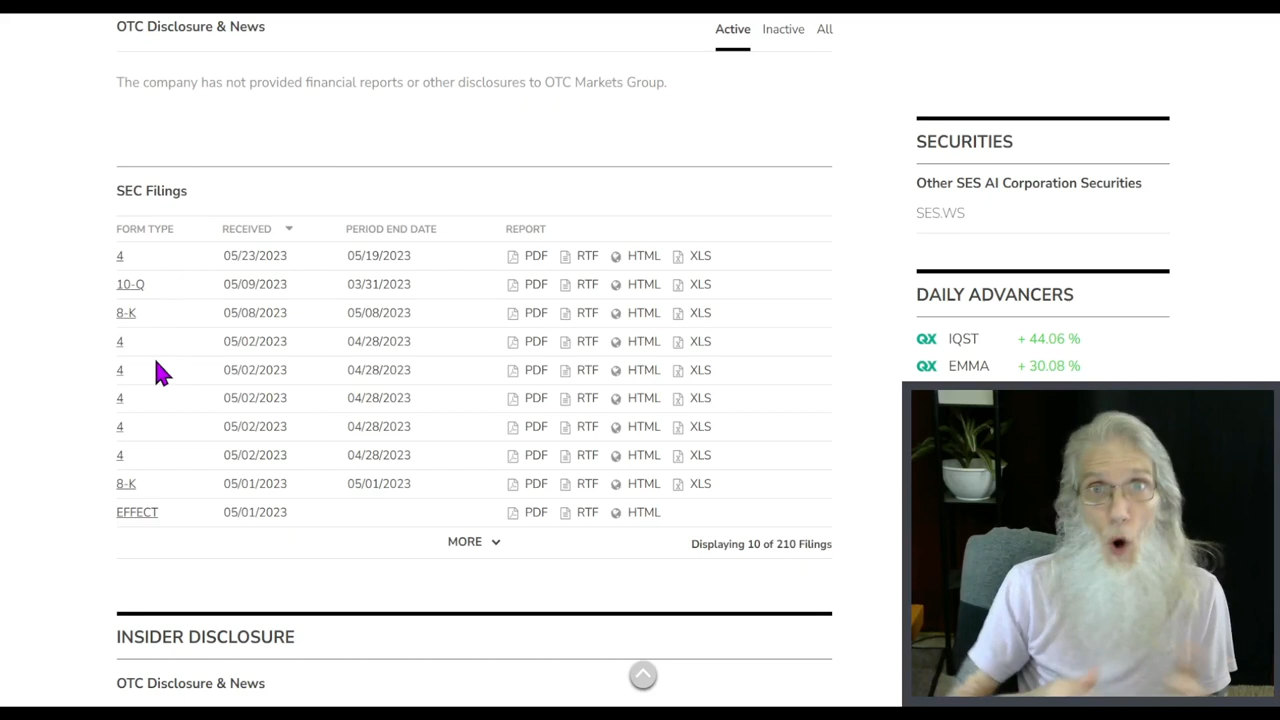 OTC Disclosure & News
Active Inactive All
The company has not provided financial reports or other disclosures to OTC Markets Group.
SEC Filings
FORM TYPE RECEIVED PERIOD END DATE REPORT
4 05/23/2023 05/19/2023 PDF RTF HTML XLS
10-Q 05/09/2023 03/31/2023 PDF RTF HTML XLS
8-K 05/08/2023 05/08/2023 PDF RTF HTML XLS
4 05/02/2023 04/28/2023 PDF RTF HTML XLS
4 05/02/2023 04/28/2023 PDF RTF HTML XLS
4 05/02/2023 04/28/2023 PDF RTF HTML XLS
4 05/02/2023 04/28/2023 PDF RTF HTML XLS
4 05/02/2023 04/28/2023 PDF RTF HTML XLS
8-K 05/01/2023 05/01/2023 PDF RTF HTML XLS
EFFECT 05/01/2023 PDF RTF HTML
MORE Displaying 10 of 210 Filings
INSIDER DISCLOSURE
OTC Disclosure & News
SECURITIES
Other SES AI Corporation Securities
SES.WS
DAILY ADVANCERS
QX IQST + 44.06 %
QX EMMA + 30.08 %